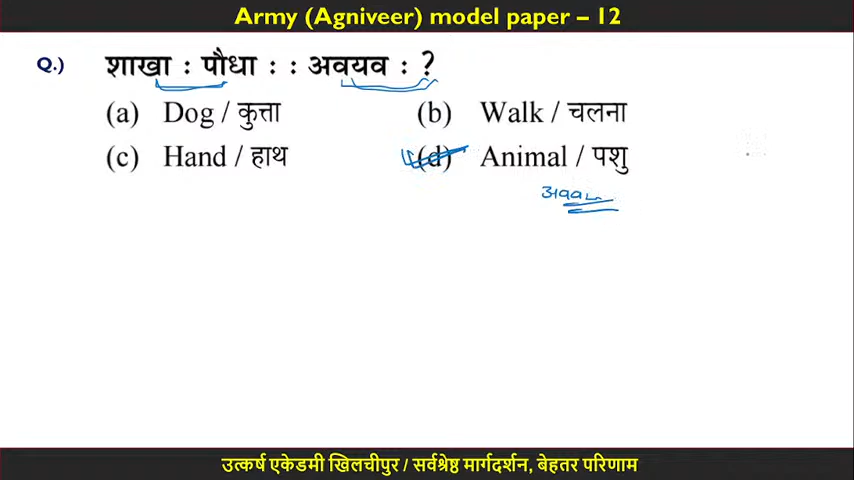 Army (Agniveer) model paper – 12
Q.) शाखा : पौधा : : अवयव : ?
(a) Dog / कुत्ता (b) Walk / चलना
(c) Hand / हाथ (d) Animal / पशु
उत्कर्ष एकेडमी खिलचीपुर / सर्वश्रेष्ठ मार्गदर्शन, बेहतर परिणाम